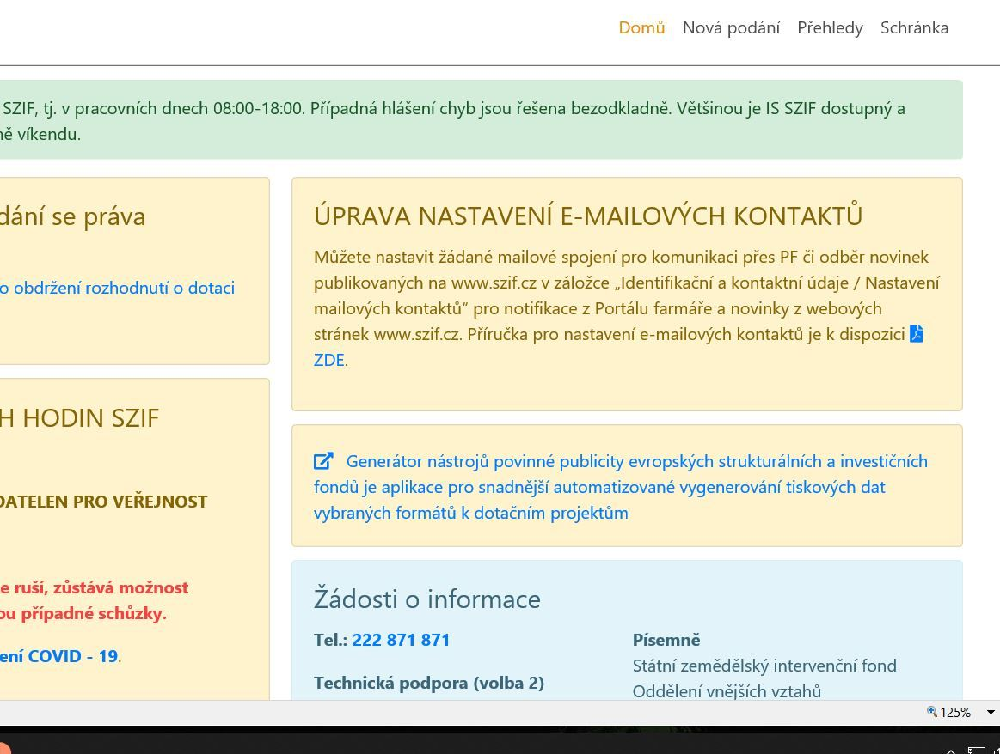 Domů Nová podání Přehledy Schránka
SZIF, tj. v pracovních dnech 08:00-18:00. Případná hlášení chyb jsou řešena bezodkladně. Většinou je IS SZIF dostupný a
ně víkendu.
dání se práva
o obdržení rozhodnutí o dotaci
H HODIN SZIF
DATELEN PRO VEŘEJNOST
e ruší, zůstává možnost
ou případné schůzky.
ení COVID - 19.
ÚPRAVA NASTAVENÍ E-MAILOVÝCH KONTAKTŮ
Můžete nastavit žádané mailové spojení pro komunikaci přes PF či odběr novinek
publikovaných na www.szif.cz v záložce „Identifikační a kontaktní údaje / Nastavení
mailových kontaktů“ pro notifikace z Portálu farmáře a novinky z webových
stránek www.szif.cz. Příručka pro nastavení e-mailových kontaktů je k dispozici
ZDE.
Generátor nástrojů povinné publicity evropských strukturálních a investičních
fondů je aplikace pro snadnější automatizované vygenerování tiskových dat
vybraných formátů k dotačním projektům
Žádosti o informace
Tel.: 222 871 871
Technická podpora (volba 2)
Písemně
Státní zemědělský intervenční fond
Oddělení vnějších vztahů
125%